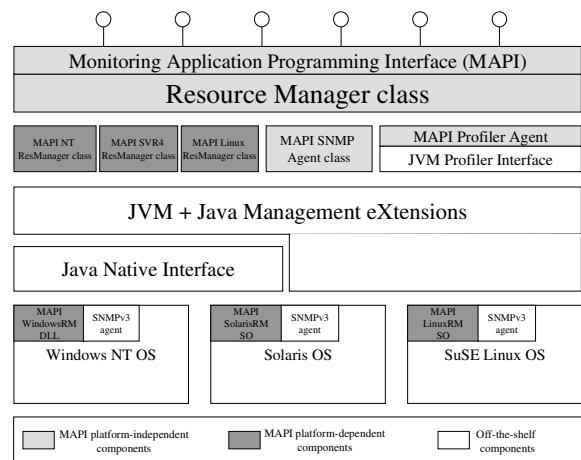 Monitoring Application Programming Interface (MAPI)
Resource Manager class
MAPI NT
ResManager class
MAPI SVR4
ResManager class
MAPI Linux
ResManager class
MAPI SNMP
Agent class
MAPI Profiler Agent
JVM Profiler Interface
JVM + Java Management eXtensions
Java Native Interface
MAPI
WindowsRM
DLL
SNMPv3
agent
Windows NT OS
MAPI
SolarisRM
SO
SNMPv3
agent
Solaris OS
MAPI
LinuxRM
SO
SNMPv3
agent
SuSE Linux OS
MAPI platform-independent
components
MAPI platform-dependent
components
Off-the-shelf
components